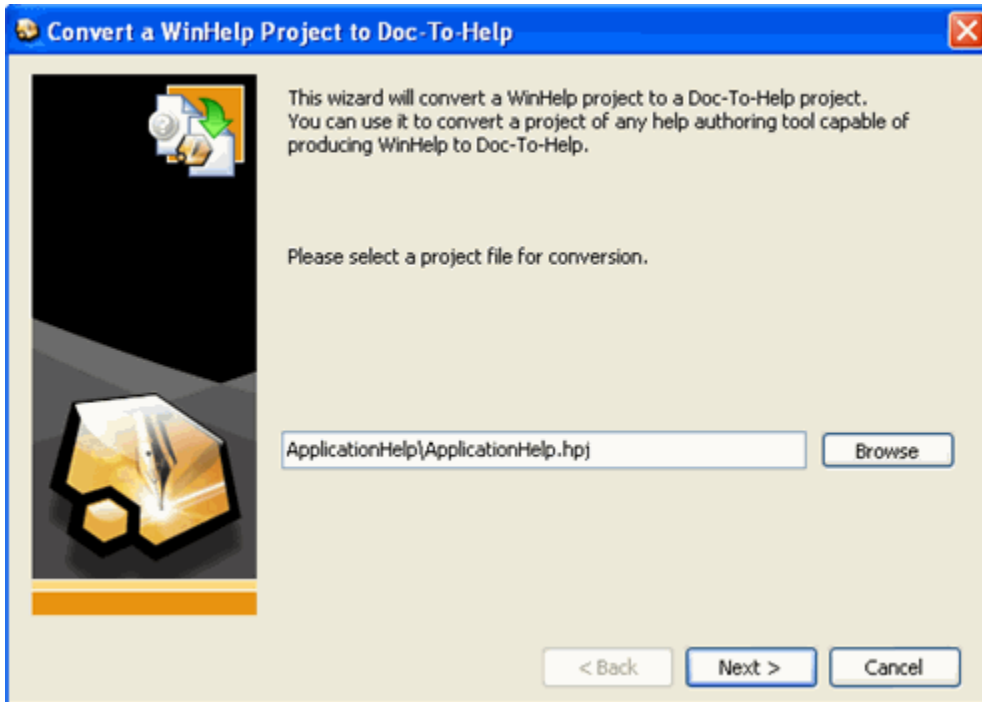 Convert a WinHelp Project to Doc-To-Help
This wizard will convert a WinHelp project to a Doc-To-Help project.
You can use it to convert a project of any help authoring tool capable of
producing WinHelp to Doc-To-Help.
Please select a project file for conversion.
ApplicationHelp\ApplicationHelp.hpj
Browse
< Back
Next >
Cancel